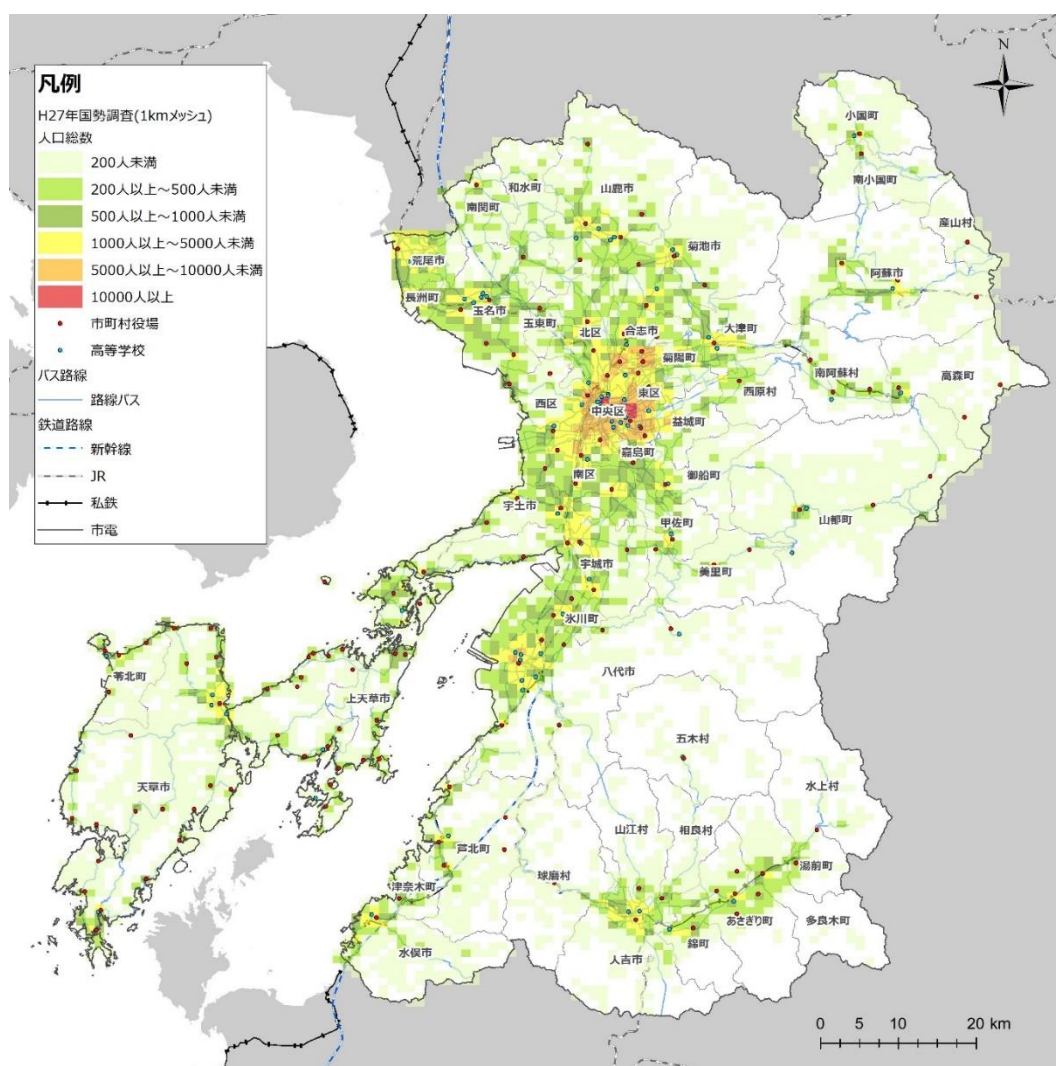 凡例
H27年国勢調査(1kmメッシュ)
人口総数
200人未満
200人以上～500人未満
500人以上～1000人未満
1000人以上～5000人未満
5000人以上～10000人未満
10000人以上
市町村役場
高等学校
バス路線
路線バス
鉄道路線
新幹線
JR
私鉄
市電
N
小国町
南小国町
産山村
和水町
山鹿市
南関町
菊池市
阿蘇市
荒尾市
長洲町
玉名市
玉東町
北区
合志市
大津町
菊陽町
南阿蘇村
高森町
西原村
西区
東区
中央区
益城町
嘉島町
南区
御船町
宇土市
山都町
甲佐町
美里町
宇城市
氷川町
八代市
苓北町
上天草市
五木村
天草市
水上村
山江村
相良村
芦北町
湯前町
球磨村
津奈木町
あさぎり町
多良木町
錦町
水俣市
人吉市
0 5 10 20 km